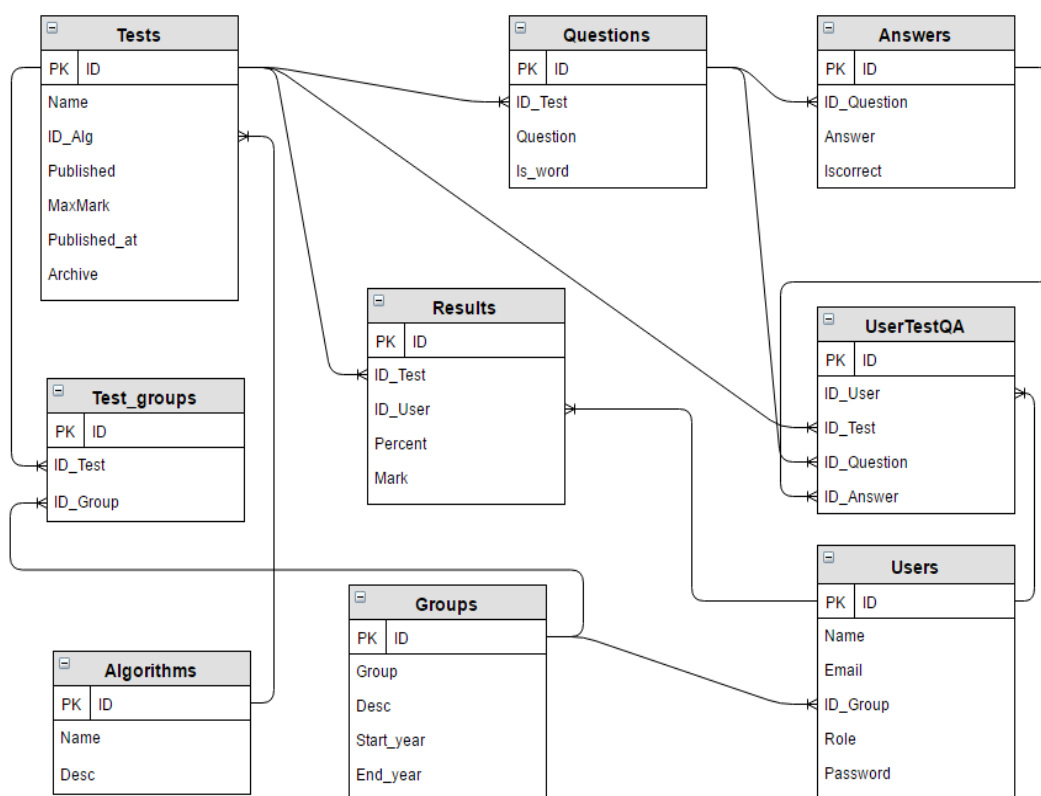 Tests
PK ID
Name
ID_Alg
Published
MaxMark
Published_at
Archive
Questions
PK ID
ID_Test
Question
Is_word
Answers
PK ID
ID_Question
Answer
Iscorrect
Results
PK ID
ID_Test
ID_User
Percent
Mark
UserTestQA
PK ID
ID_User
ID_Test
ID_Question
ID_Answer
Test_groups
PK ID
ID_Test
ID_Group
Users
PK ID
Name
Email
ID_Group
Role
Password
Groups
PK ID
Group
Desc
Start_year
End_year
Algorithms
PK ID
Name
Desc